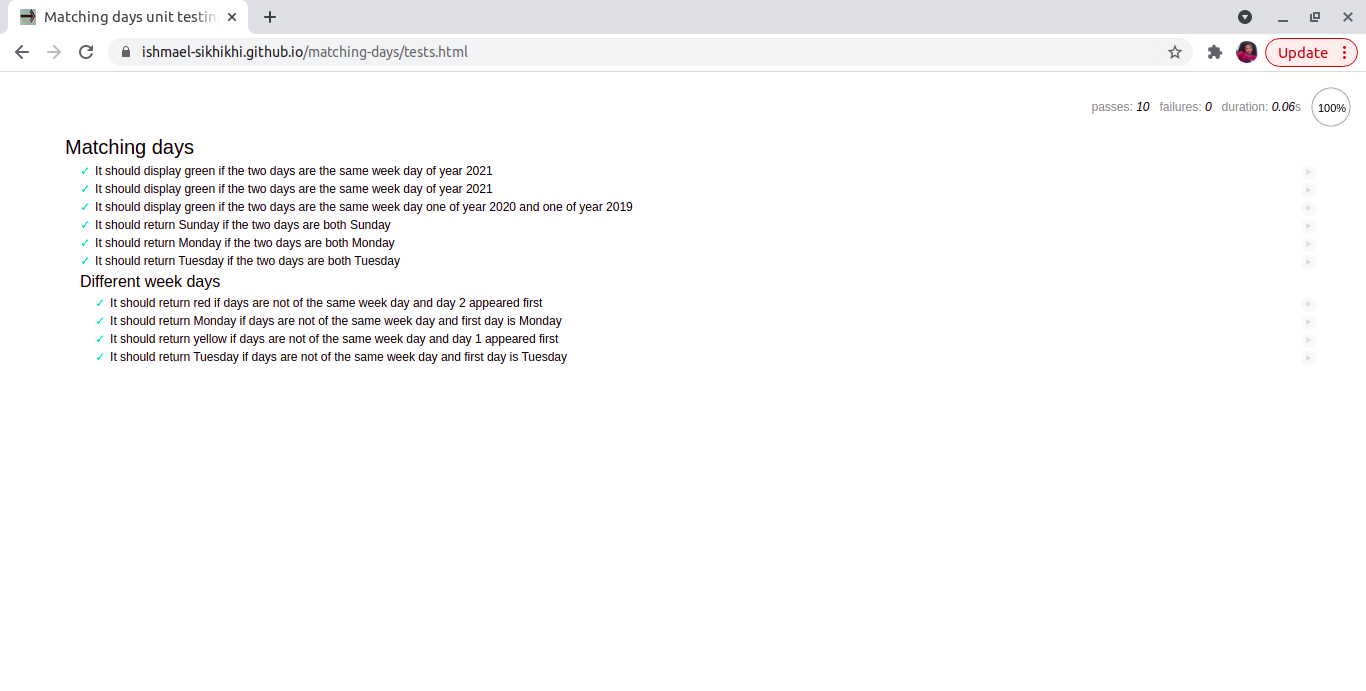 Matching days unit testin
ishmael-sikhikhi.github.io/matching-days/tests.html
Update
passes: 10 failures: 0 duration: 0.06s 100%
Matching days
✓ It should display green if the two days are the same week day of year 2021
✓ It should display green if the two days are the same week day of year 2021
✓ It should display green if the two days are the same week day one of year 2020 and one of year 2019
✓ It should return Sunday if the two days are both Sunday
✓ It should return Monday if the two days are both Monday
✓ It should return Tuesday if the two days are both Tuesday
Different week days
✓ It should return red if days are not of the same week day and day 2 appeared first
✓ It should return Monday if days are not of the same week day and first day is Monday
✓ It should return yellow if days are not of the same week day and day 1 appeared first
✓ It should return Tuesday if days are not of the same week day and first day is Tuesday